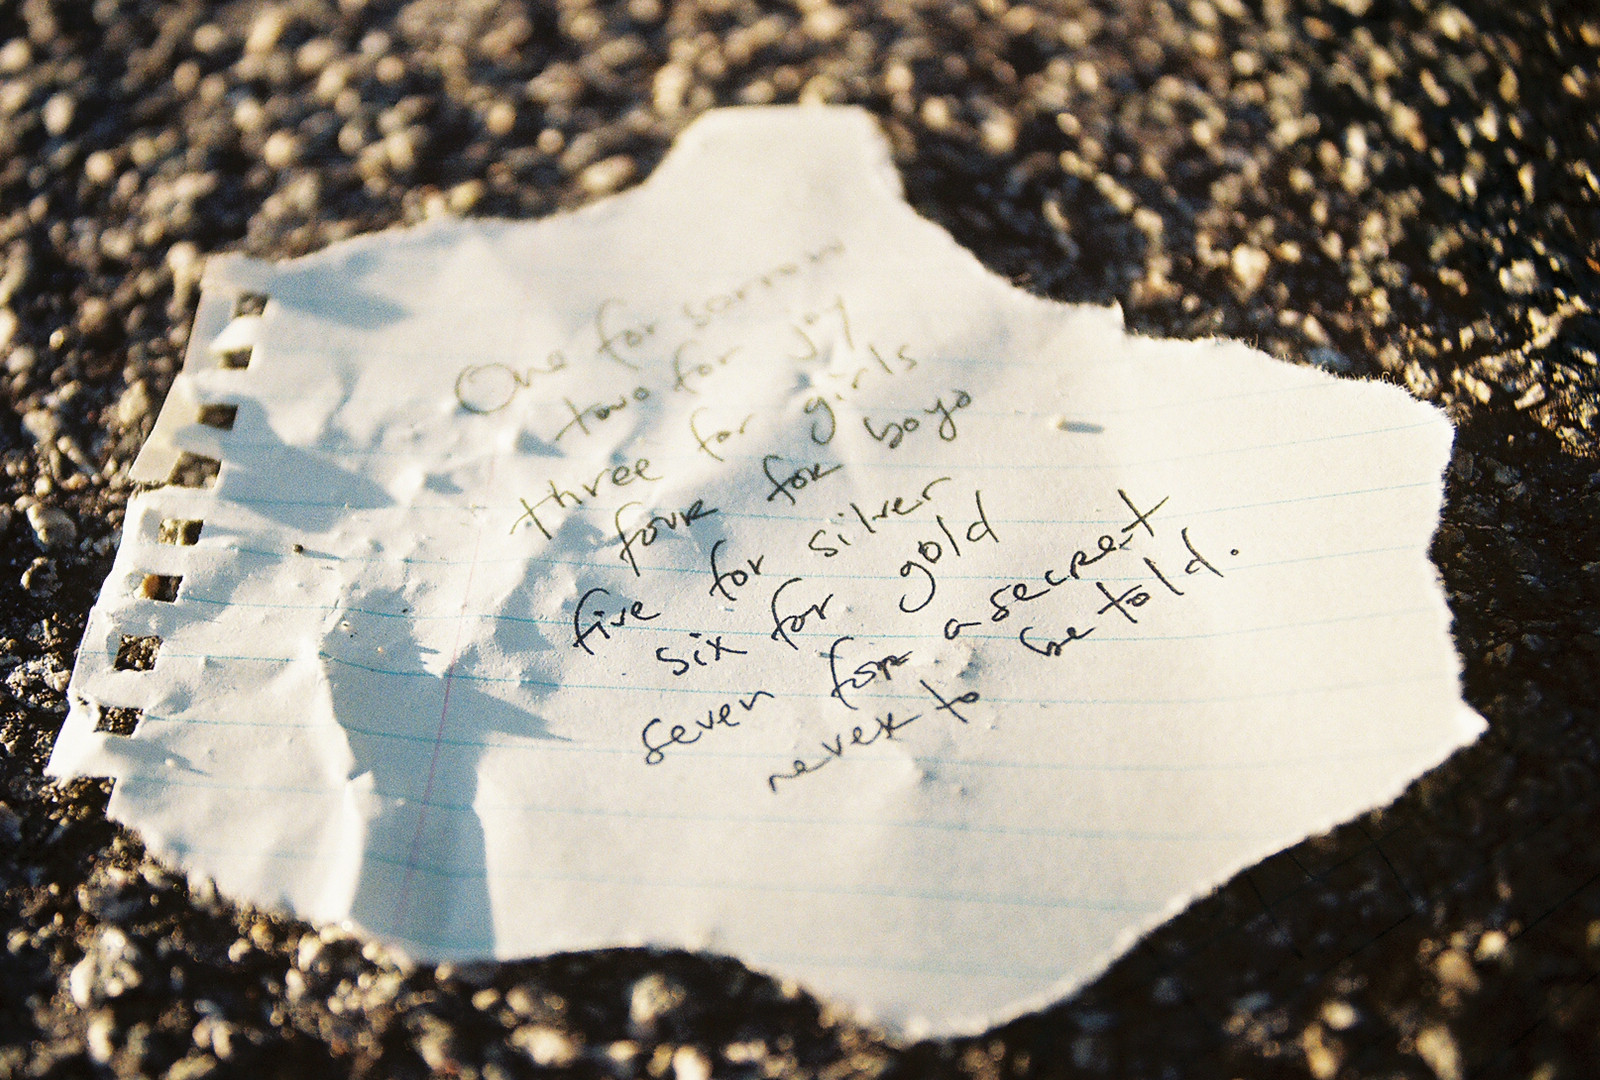 One for sorrow
two for joy
three for girls
four for boys
five for silver
six for gold
seven for a secret
never to be told.